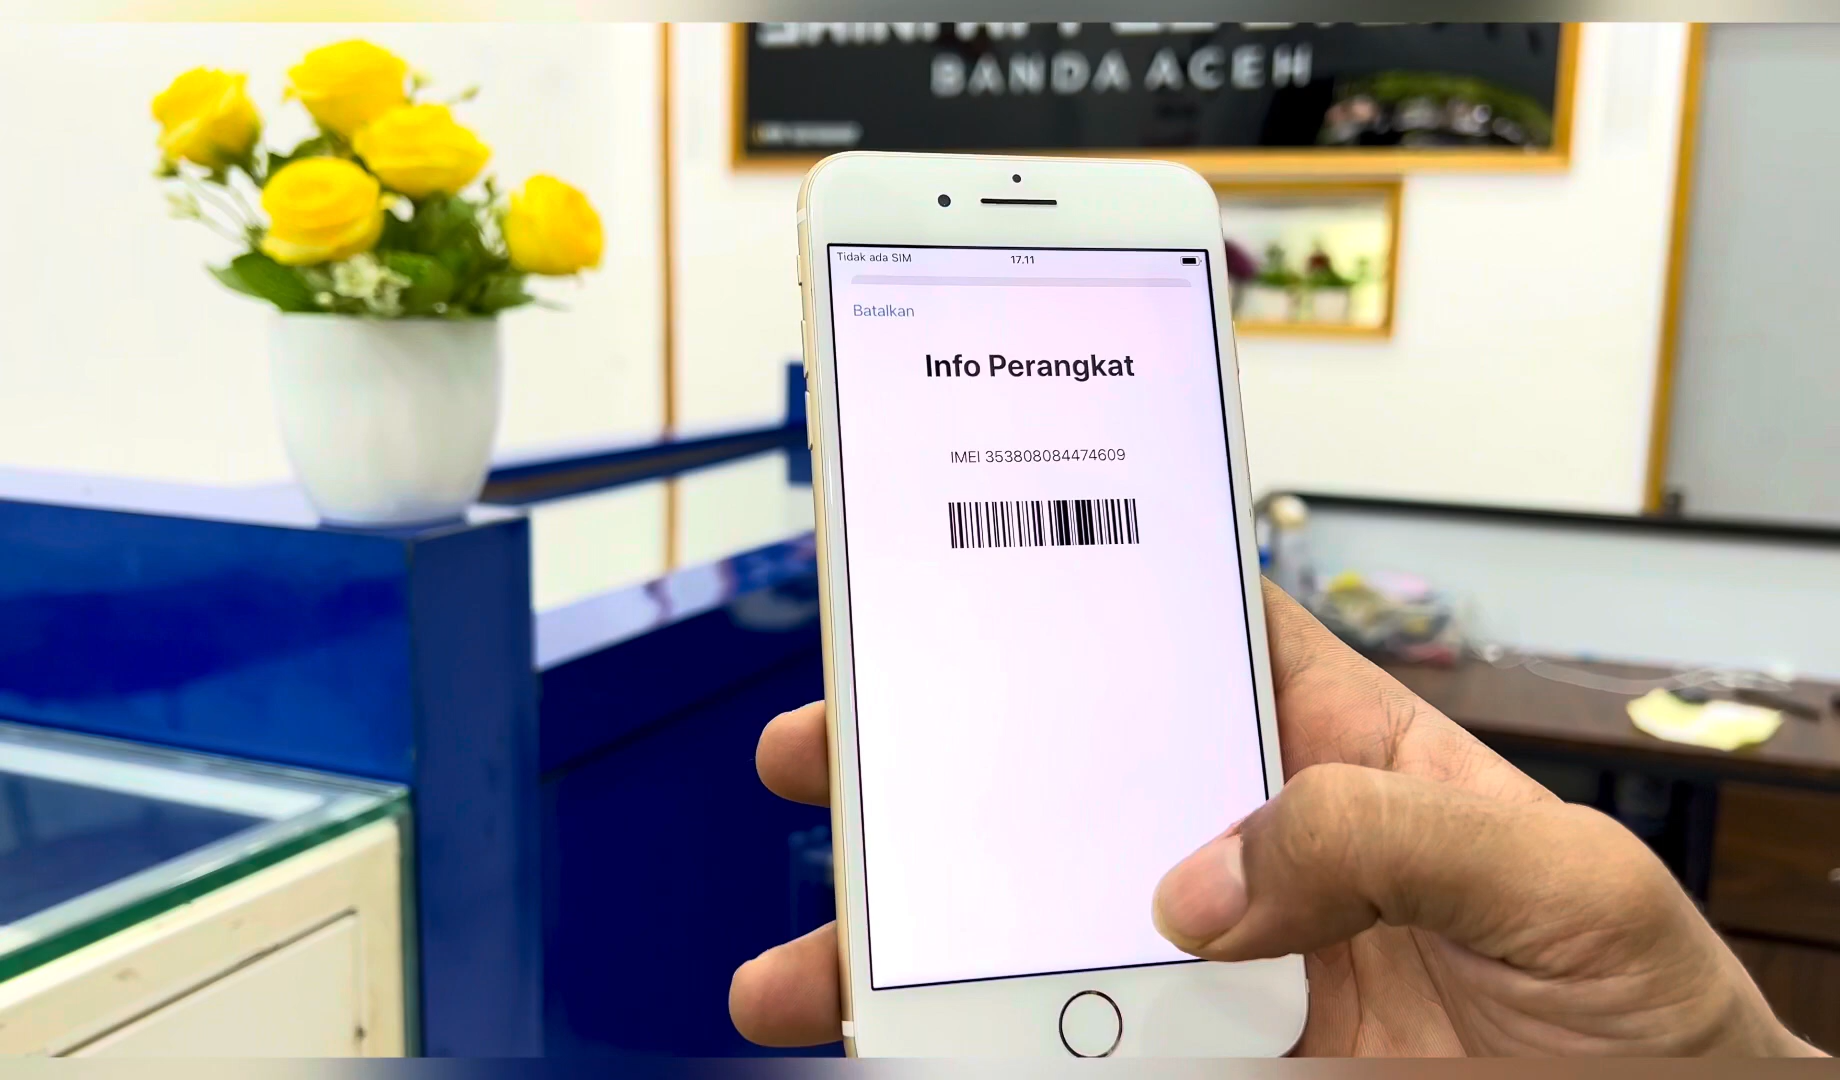 BANDA ACEH
Tidak ada SIM
17.11
Batalkan
Info Perangkat
IMEI 353808084474609